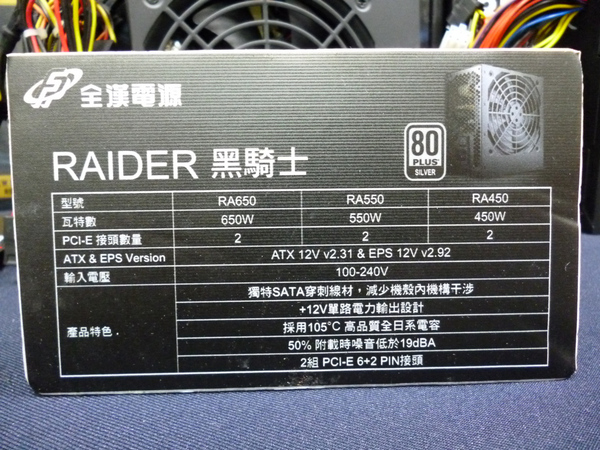 全漢電源
RAIDER 黑騎士
80
PLUS
SILVER
型號 RA650 RA550 RA450
瓦特數 650W 550W 450W
PCI-E 接頭數量 2 2 2
ATX & EPS Version ATX 12V v2.31 & EPS 12V v2.92
輸入電壓 100-240V
產品特色 獨特SATA穿刺線材，減少機殼內機構干涉
+12V單路電力輸出設計
採用105°C 高品質全日系電容
50% 附載時噪音低於19dBA
2組 PCI-E 6+2 PIN接頭